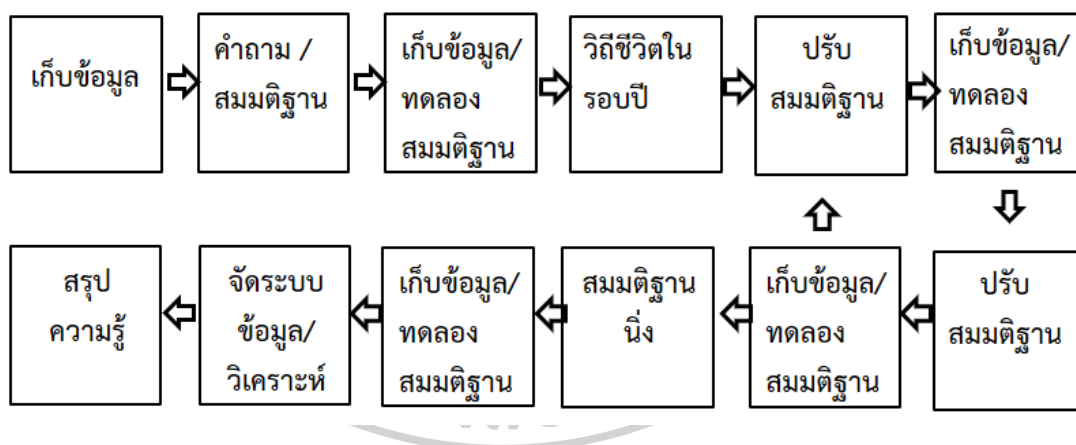 เก็บข้อมูล
คำถาม /
สมมติฐาน
เก็บข้อมูล/
ทดลอง
สมมติฐาน
วิถีชีวิตใน
รอบปี
ปรับ
สมมติฐาน
เก็บข้อมูล/
ทดลอง
สมมติฐาน
ปรับ
สมมติฐาน
เก็บข้อมูล/
ทดลอง
สมมติฐาน
สมมติฐาน
นิ่ง
เก็บข้อมูล/
ทดลอง
สมมติฐาน
จัดระบบ
ข้อมูล/
วิเคราะห์
สรุป
ความรู้